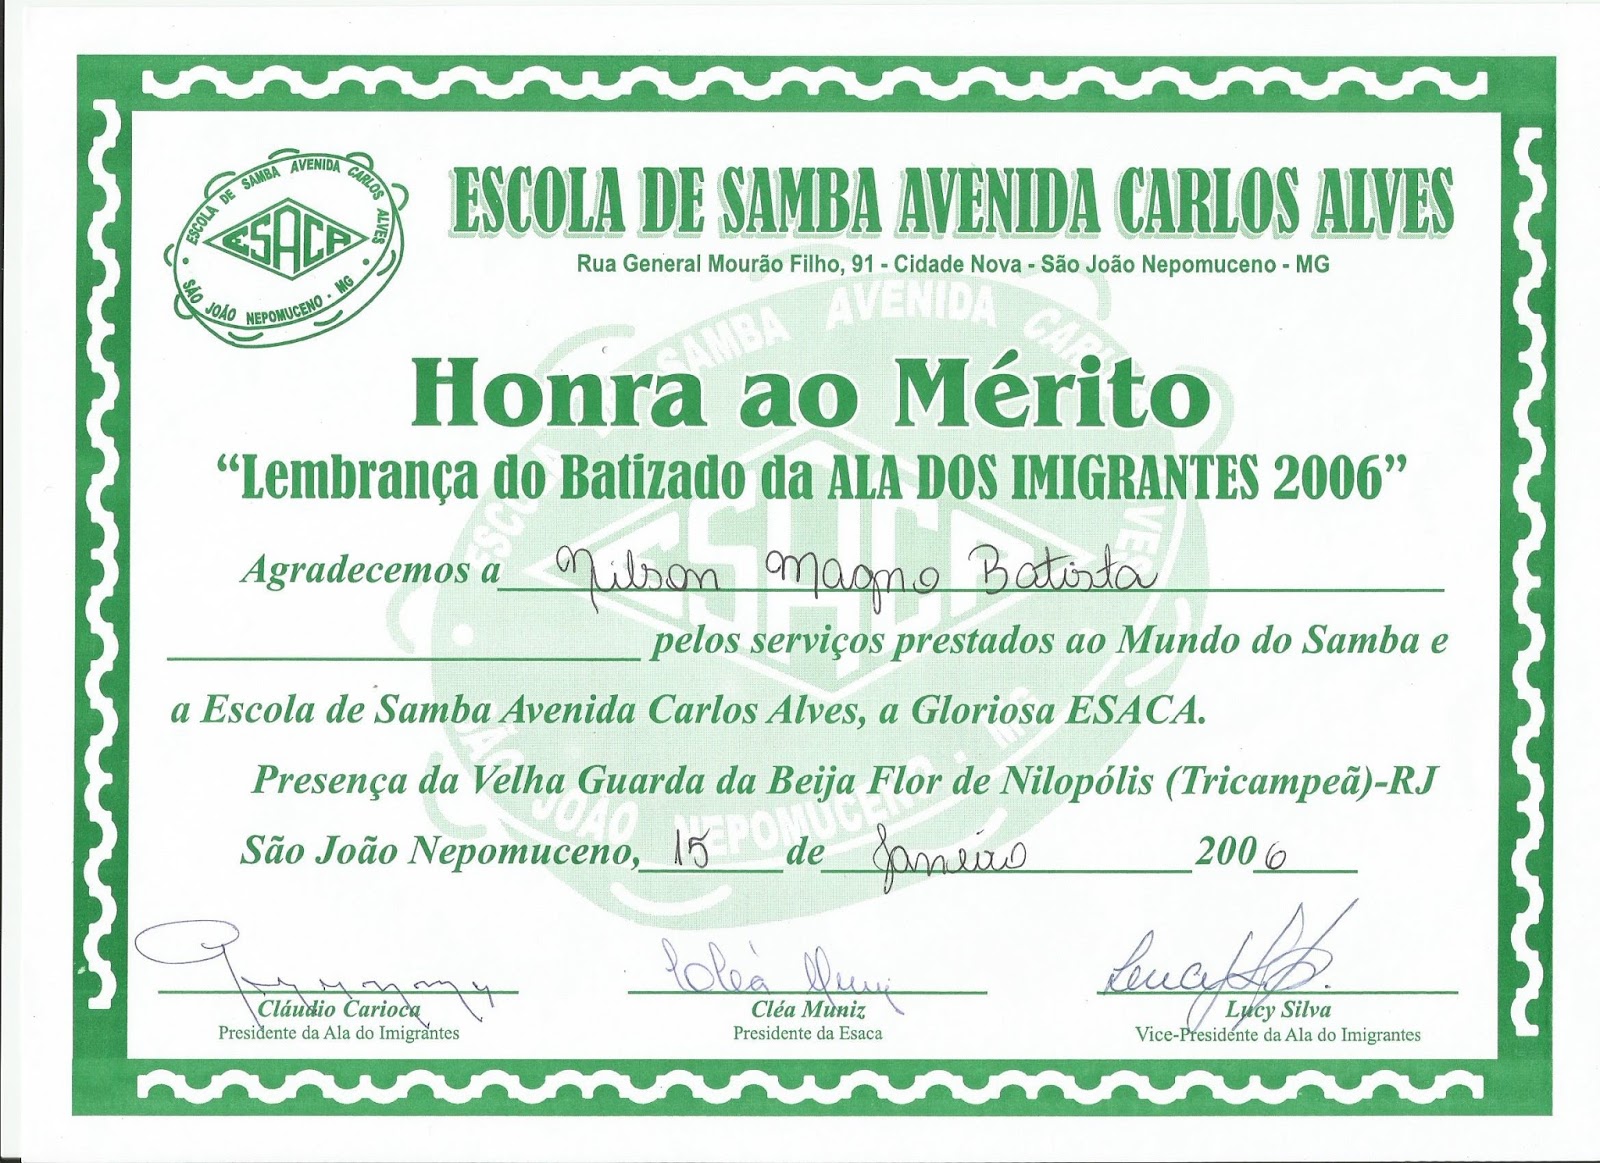 ESCOLA DE SAMBA AVENIDA CARLOS ALVES
ESACA
SÃO JOÃO NEPOMUCENO - MG
ESCOLA DE SAMBA AVENIDA CARLOS ALVES
Rua General Mourão Filho, 91 - Cidade Nova - São João Nepomuceno - MG
Honra ao Mérito
“Lembrança do Batizado da ALA DOS IMIGRANTES 2006”
Agradecemos a Nilson Magno Batista
pelos serviços prestados ao Mundo do Samba e
a Escola de Samba Avenida Carlos Alves, a Gloriosa ESACA.
Presença da Velha Guarda da Beija Flor de Nilopólis (Tricampeã)-RJ
São João Nepomuceno, 15 de Janeiro 2006
Cléa Muniz
Cláudio Carioca
Presidente da Ala do Imigrantes
Cléa Muniz
Presidente da Esaca
Lucy Silva
Vice-Presidente da Ala do Imigrantes